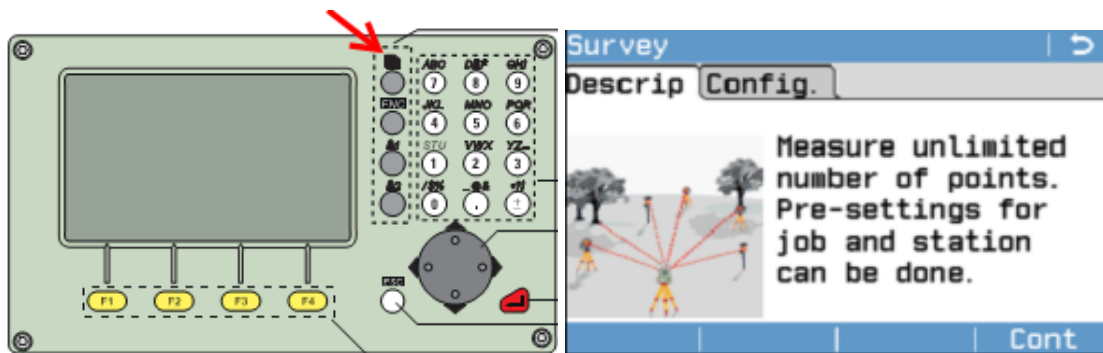 ABC
DEF
GHI
7
8
9
FNC
JKL
MNO
PQR
4
5
6
STU
VWX
YZ
1
2
3
/$%
_@&
0
.
±
ESC
F1
F2
F3
F4
Survey
Descrip
Config.
Measure unlimited
number of points.
Pre-settings for
job and station
can be done.
Cont